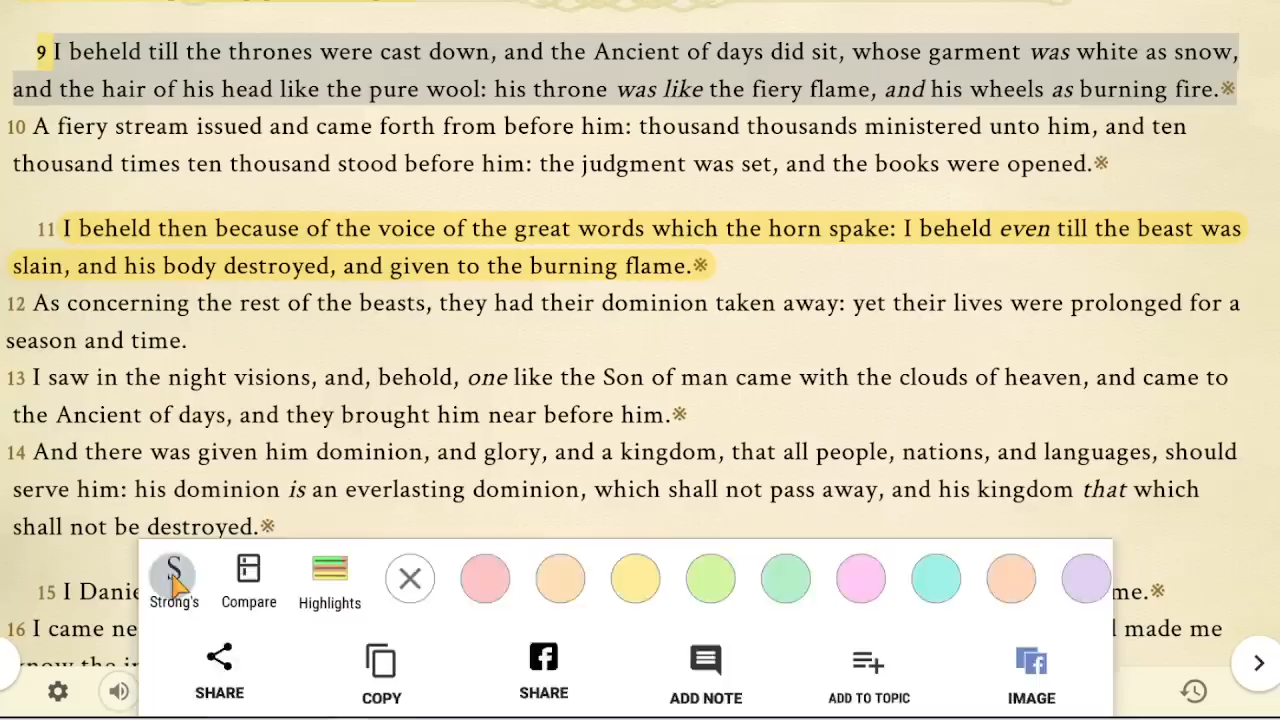 9 I beheld till the thrones were cast down, and the Ancient of days did sit, whose garment was white as snow,
and the hair of his head like the pure wool: his throne was like the fiery flame, and his wheels as burning fire.※
10 A fiery stream issued and came forth from before him: thousand thousands ministered unto him, and ten
thousand times ten thousand stood before him: the judgment was set, and the books were opened.※
11 I beheld then because of the voice of the great words which the horn spake: I beheld even till the beast was
slain, and his body destroyed, and given to the burning flame.※
12 As concerning the rest of the beasts, they had their dominion taken away: yet their lives were prolonged for a
season and time.
13 I saw in the night visions, and, behold, one like the Son of man came with the clouds of heaven, and came to
the Ancient of days, and they brought him near before him.※
14 And there was given him dominion, and glory, and a kingdom, that all people, nations, and languages, should
serve him: his dominion is an everlasting dominion, which shall not pass away, and his kingdom that which
shall not be destroyed.※
15 I Danie me.※
16 I came ne made me
S
Strong's Compare Highlights
SHARE COPY SHARE ADD NOTE ADD TO TOPIC IMAGE